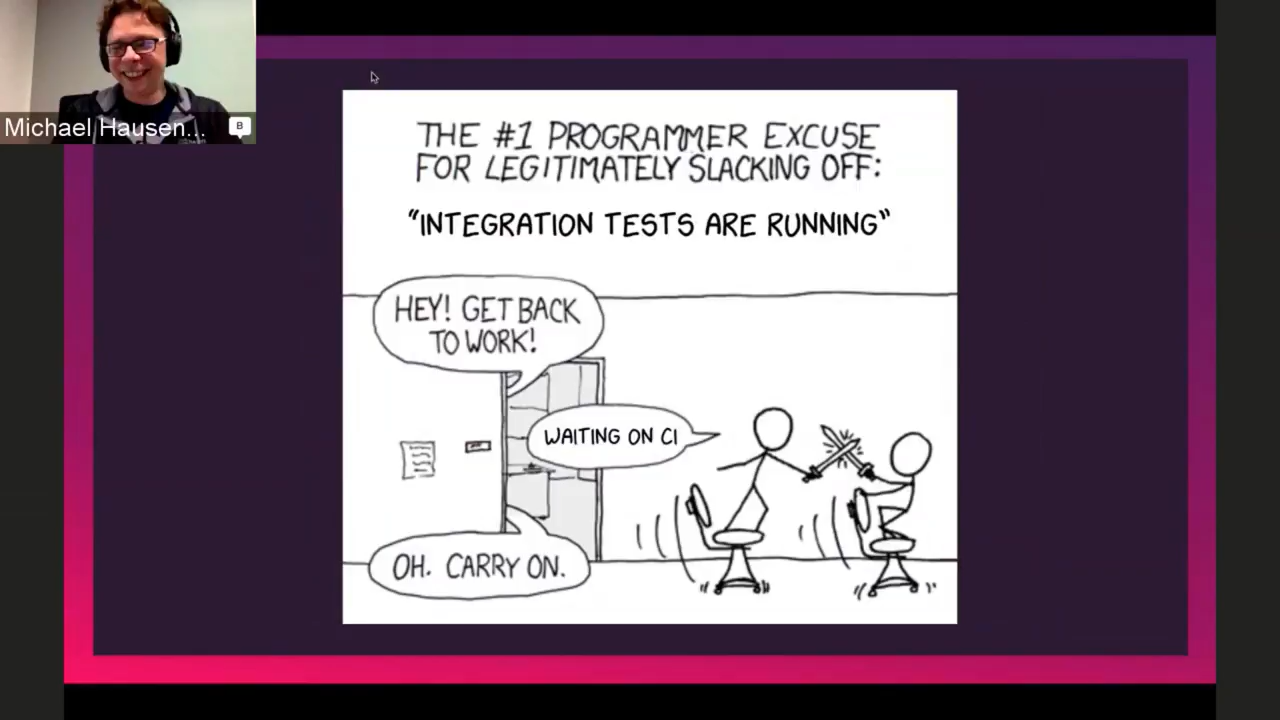 Michael Hausen...
B
THE #1 PROGRAMMER EXCUSE
FOR LEGITIMATELY SLACKING OFF:
"INTEGRATION TESTS ARE RUNNING"
HEY! GET BACK
TO WORK!
WAITING ON CI
OH. CARRY ON.